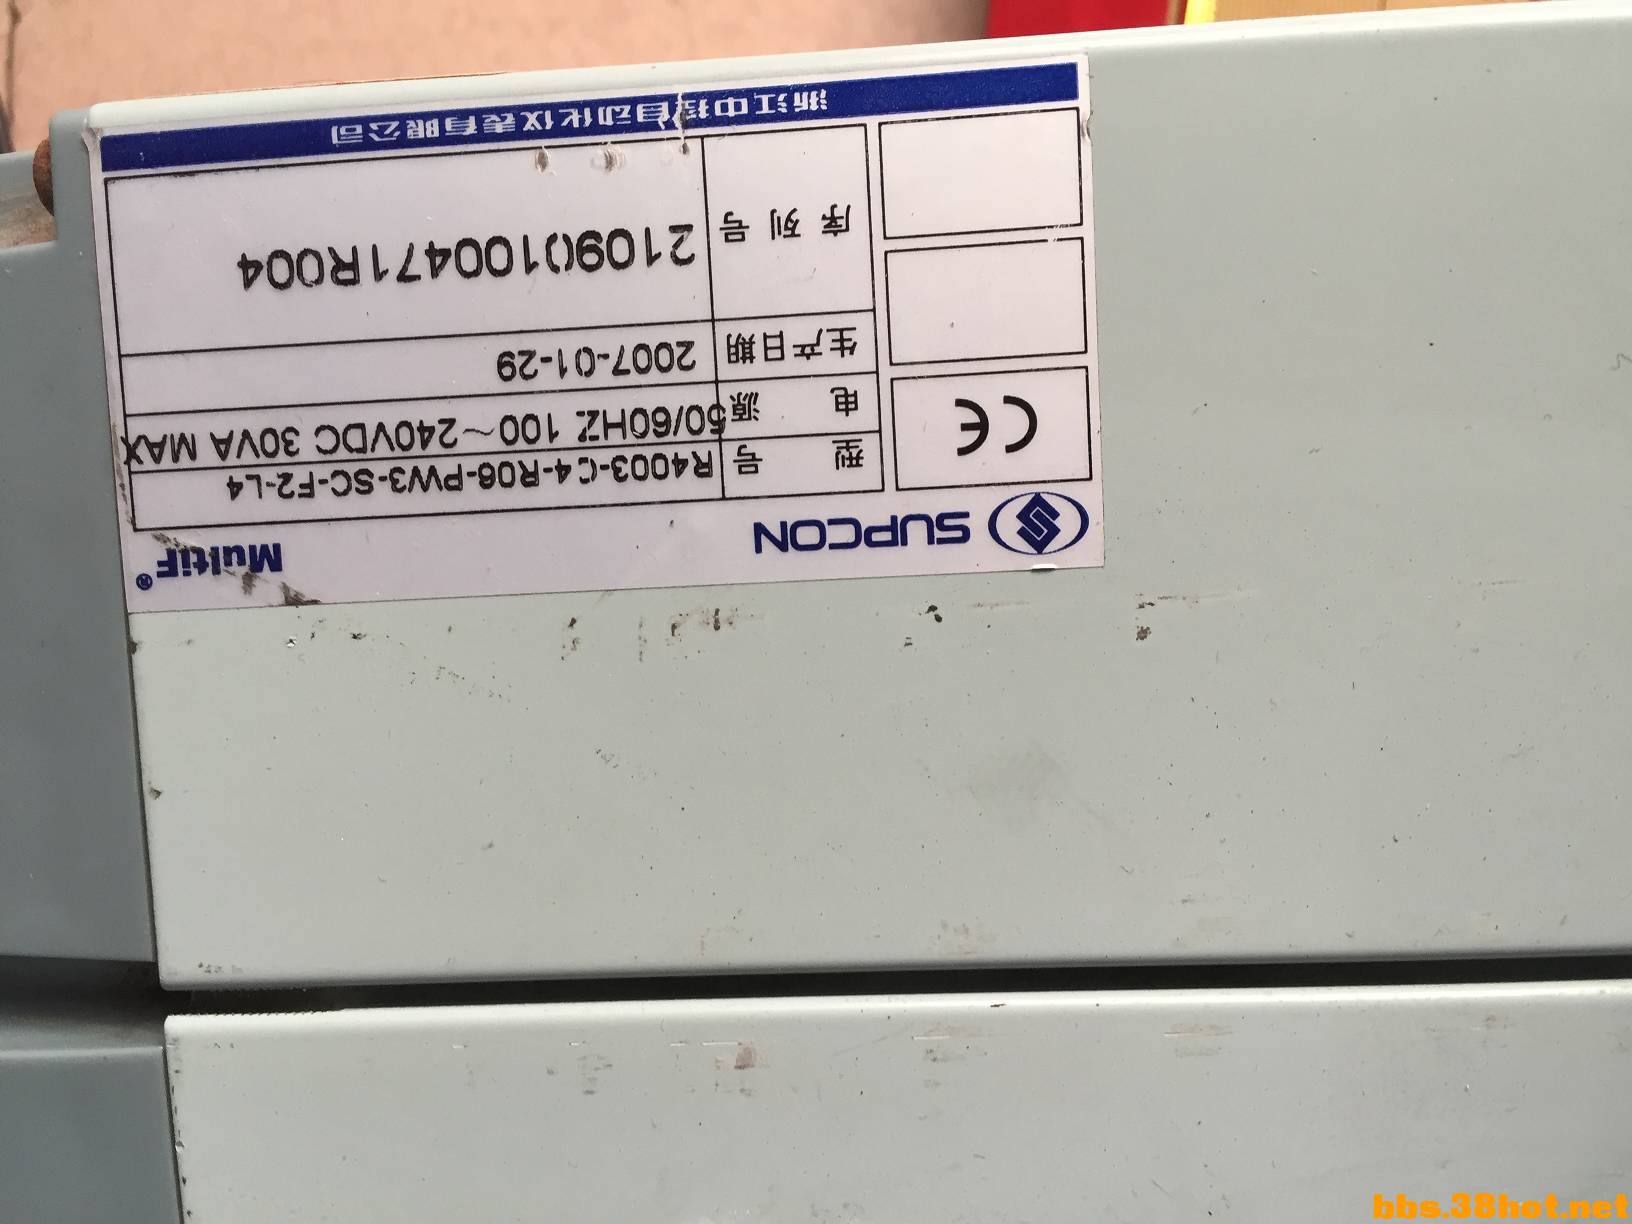 SUPCON MultiF®
型号 R4003-C4-R06-PW3-SC-F2-L4
电源 50/60HZ 100～240VDC 30VA MAX
生产日期 2007-01-29
序列号 21090100471R004
CE
浙江中控自动化仪表有限公司
bbs.38hot.net